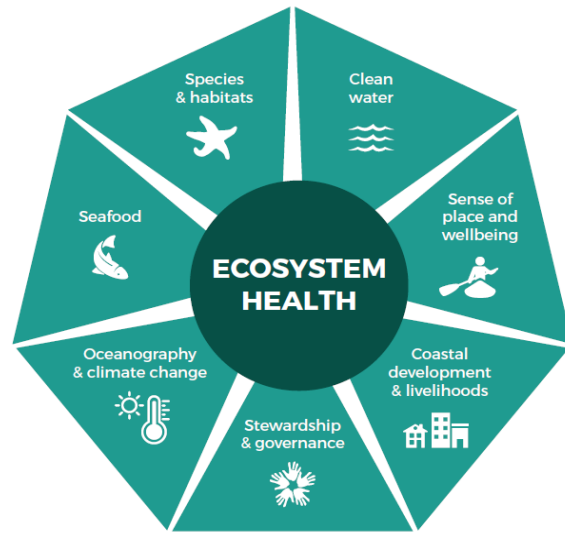 Species
& habitats
Clean
water
Sense of
place and
wellbeing
Seafood
ECOSYSTEM
HEALTH
Oceanography
& climate change
Coastal
development
& livelihoods
Stewardship
& governance